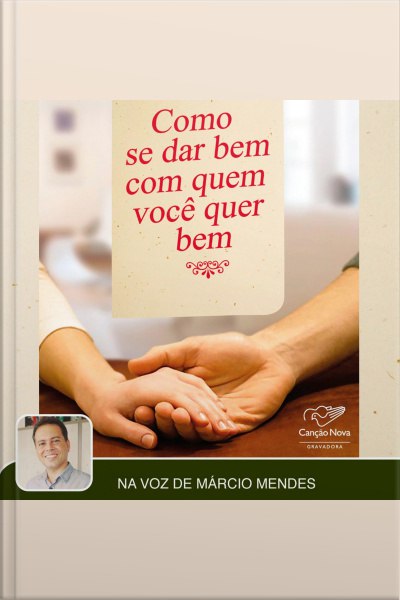 Como
se dar bem
com quem
você quer
bem
Canção Nova
GRAVADORA
NA VOZ DE MÁRCIO MENDES